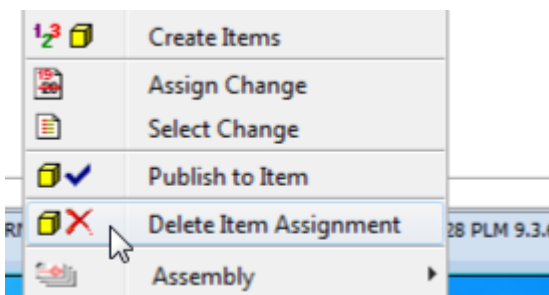 Create Items
Assign Change
Select Change
Publish to Item
Delete Item Assignment
28 PLM 9.3.
Assembly